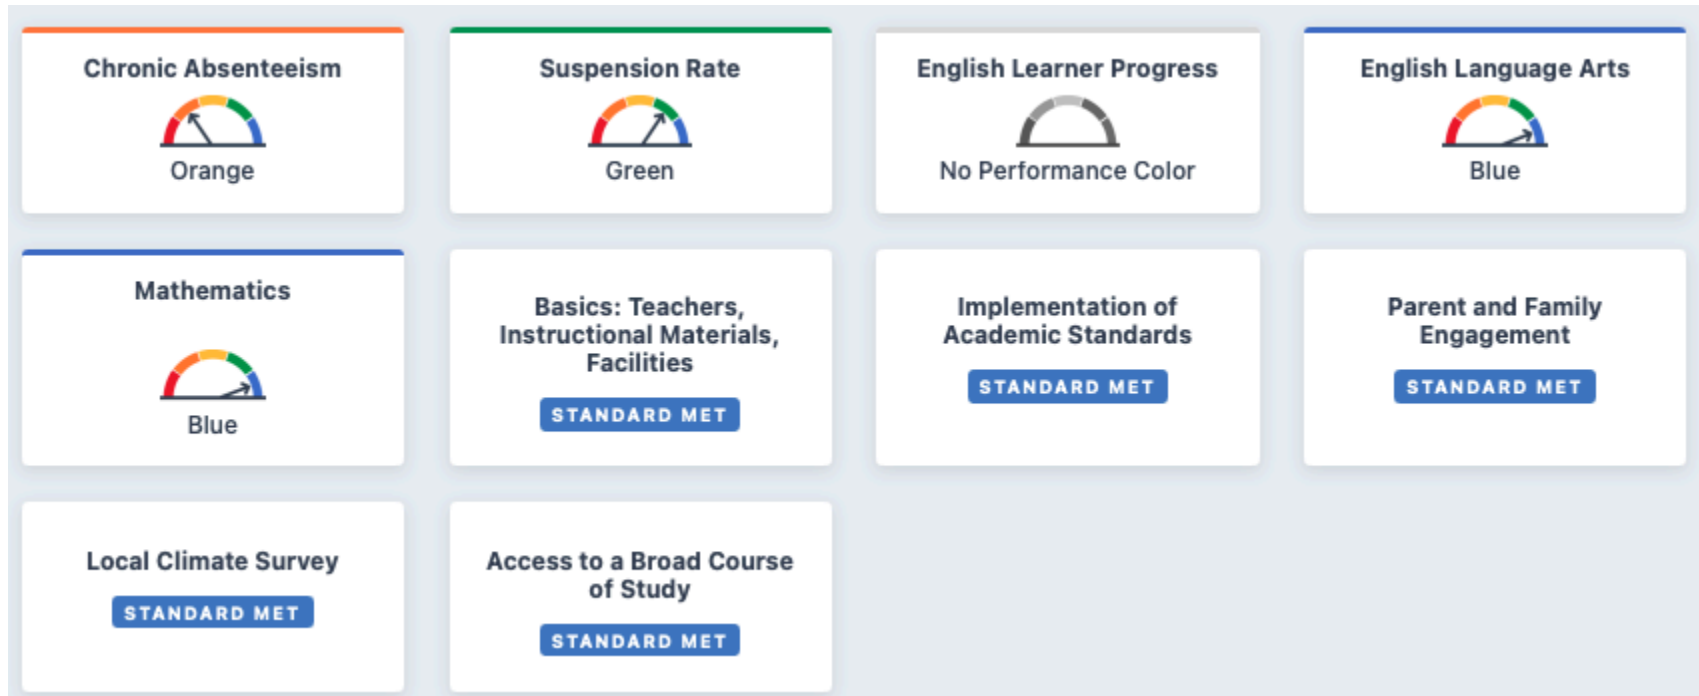 Chronic Absenteeism
Orange
Suspension Rate
Green
English Learner Progress
No Performance Color
English Language Arts
Blue
Mathematics
Blue
Basics: Teachers,
Instructional Materials,
Facilities
STANDARD MET
Implementation of
Academic Standards
STANDARD MET
Parent and Family
Engagement
STANDARD MET
Local Climate Survey
STANDARD MET
Access to a Broad Course
of Study
STANDARD MET